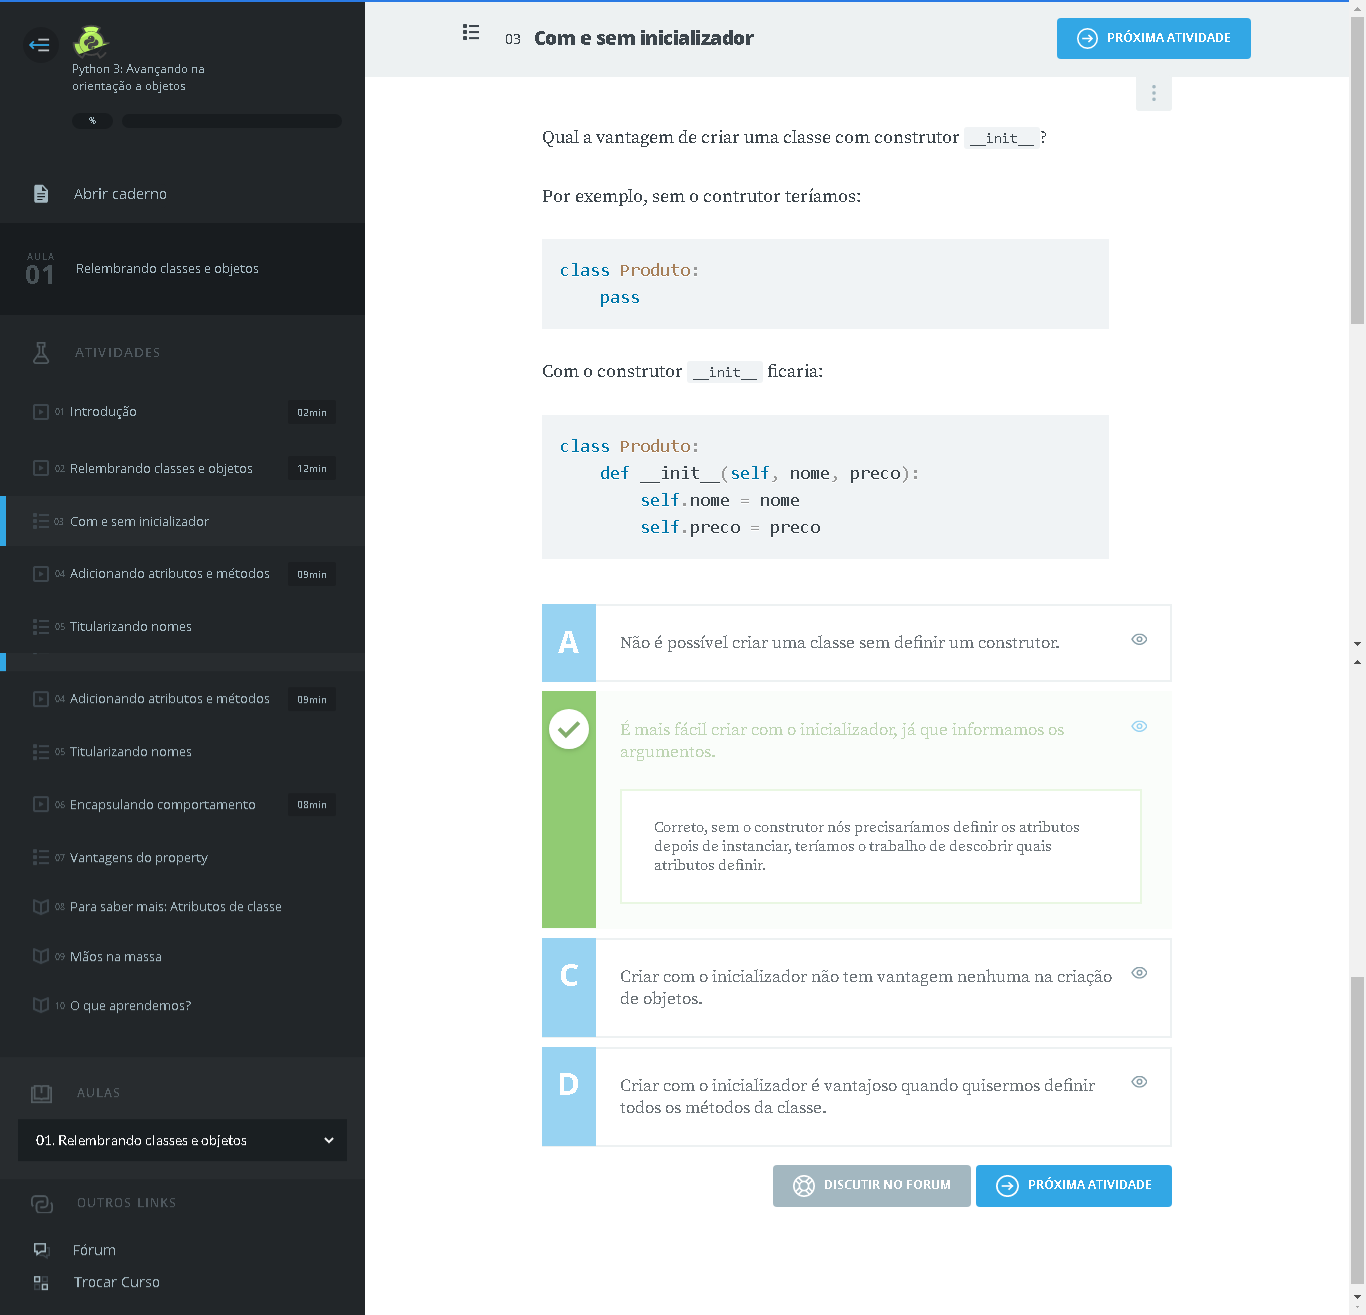 Python 3: Avançando na
orientação a objetos
%
Abrir caderno
AULA
01
Relembrando classes e objetos
ATIVIDADES
01 Introdução 02min
02 Relembrando classes e objetos 12min
03 Com e sem inicializador
04 Adicionando atributos e métodos 09min
05 Titularizando nomes
04 Adicionando atributos e métodos 09min
05 Titularizando nomes
06 Encapsulando comportamento 08min
07 Vantagens do property
08 Para saber mais: Atributos de classe
09 Mãos na massa
10 O que aprendemos?
AULAS
01. Relembrando classes e objetos
OUTROS LINKS
Fórum
Trocar Curso
03 Com e sem inicializador
PRÓXIMA ATIVIDADE
Qual a vantagem de criar uma classe com construtor __init__ ?
Por exemplo, sem o contrutor teríamos:
class Produto:
    pass
Com o construtor __init__ ficaria:
class Produto:
    def __init__(self, nome, preco):
        self.nome = nome
        self.preco = preco
A
Não é possível criar uma classe sem definir um construtor.
É mais fácil criar com o inicializador, já que informamos os
argumentos.
Correto, sem o construtor nós precisaríamos definir os atributos
depois de instanciar, teríamos o trabalho de descobrir quais
atributos definir.
C
Criar com o inicializador não tem vantagem nenhuma na criação
de objetos.
D
Criar com o inicializador é vantajoso quando quisermos definir
todos os métodos da classe.
DISCUTIR NO FORUM
PRÓXIMA ATIVIDADE